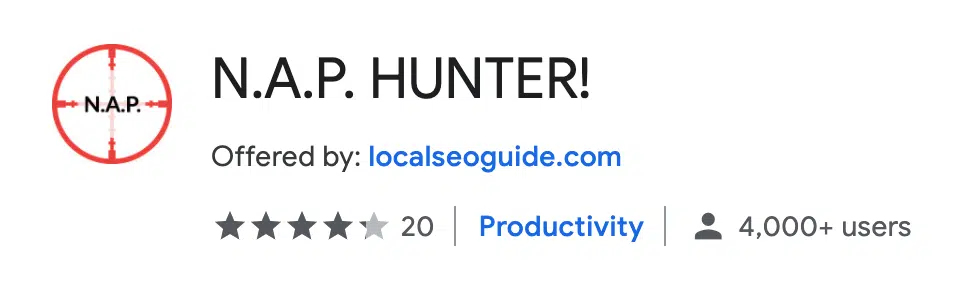 N.A.P. HUNTER!
N.A.P.
Offered by: localseoguide.com
20 Productivity 4,000+ users